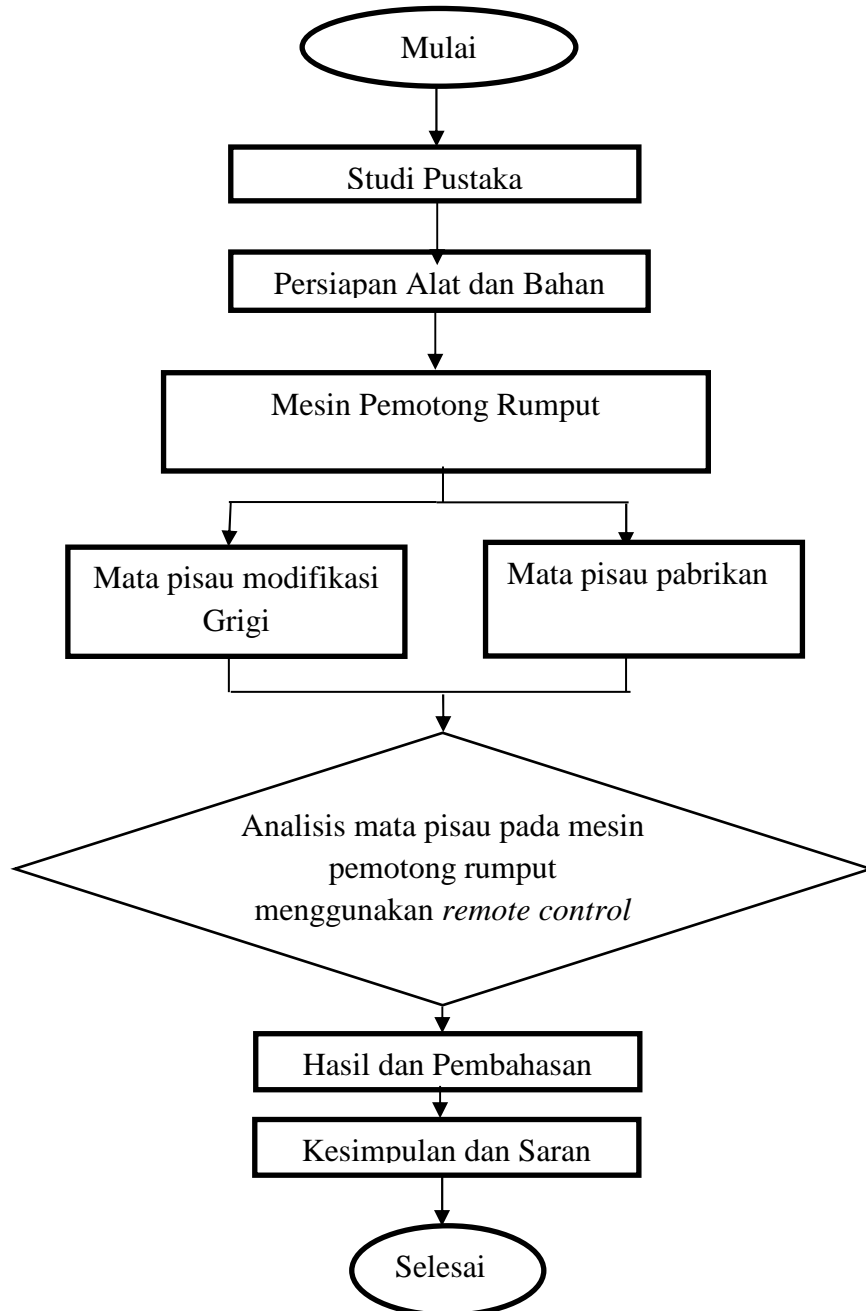 Mulai
Studi Pustaka
Persiapan Alat dan Bahan
Mesin Pemotong Rumput
Mata pisau modifikasi
Grigi
Mata pisau pabrikan
Analisis mata pisau pada mesin
pemotong rumput
menggunakan remote control
Hasil dan Pembahasan
Kesimpulan dan Saran
Selesai